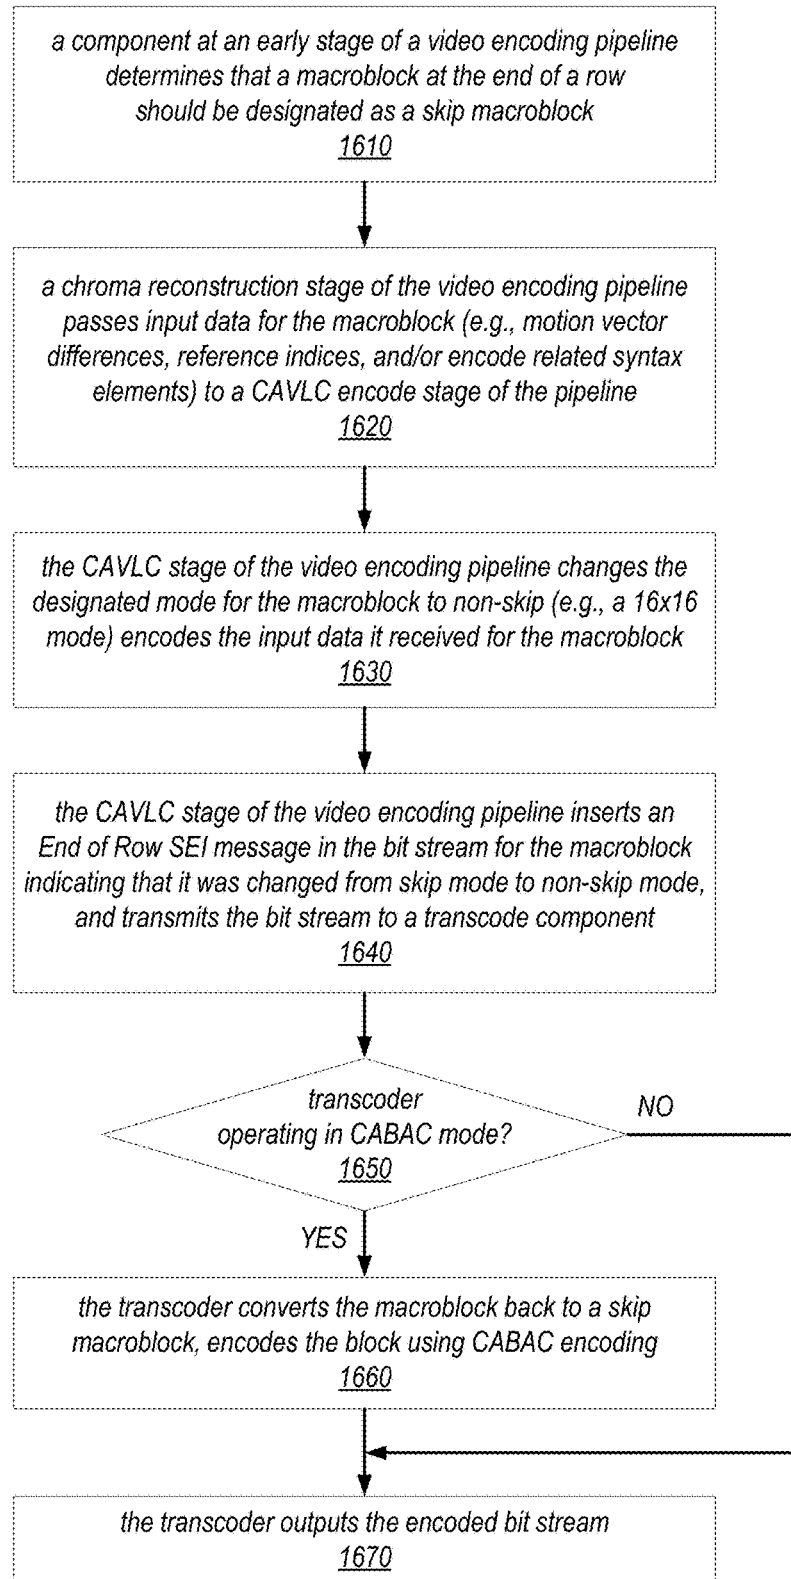 a component at an early stage of a video encoding pipeline
determines that a macroblock at the end of a row
should be designated as a skip macroblock
1610
a chroma reconstruction stage of the video encoding pipeline
passes input data for the macroblock (e.g., motion vector
differences, reference indices, and/or encode related syntax
elements) to a CAVLC encode stage of the pipeline
1620
the CAVLC stage of the video encoding pipeline changes the
designated mode for the macroblock to non-skip (e.g., a 16x16
mode) encodes the input data it received for the macroblock
1630
the CAVLC stage of the video encoding pipeline inserts an
End of Row SEI message in the bit stream for the macroblock
indicating that it was changed from skip mode to non-skip mode,
and transmits the bit stream to a transcode component
1640
transcoder
operating in CABAC mode?
1650
NO
YES
the transcoder converts the macroblock back to a skip
macroblock, encodes the block using CABAC encoding
1660
the transcoder outputs the encoded bit stream
1670